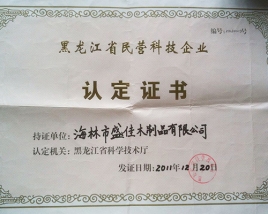 黑龙江省民营科技企业
认定证书
持证单位:海林市盛佳木制品有限公司
认定机关:黑龙江省科学技术厅
发证日期:2011年12月20日